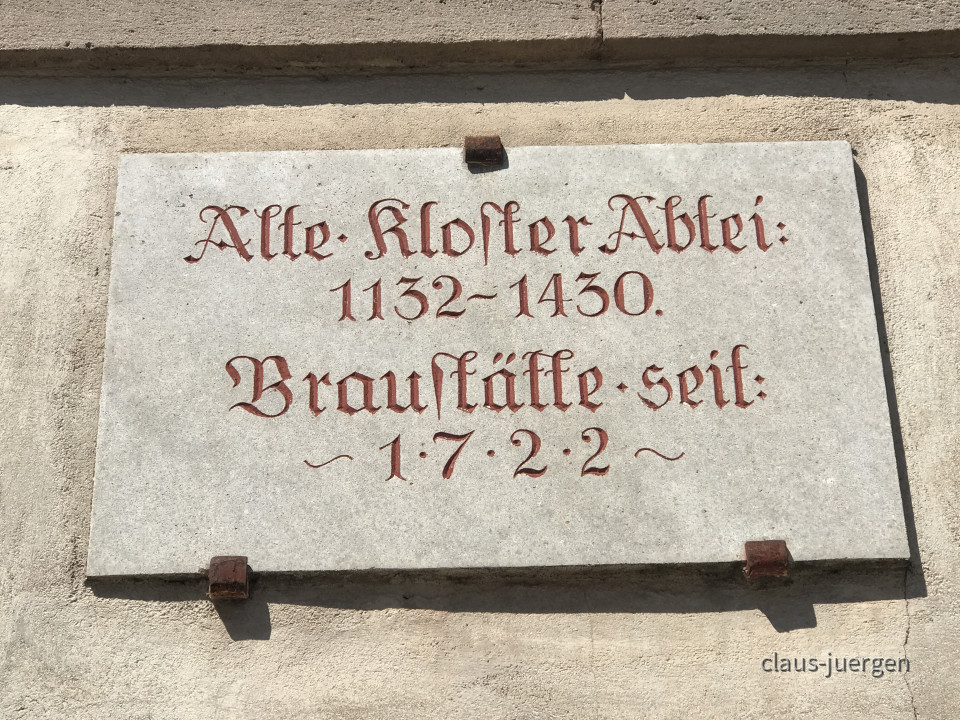 Alte· Kloſter Abtei:
1132-1430.
Brauſtätte· seit:
~ 1·7·2·2 ~
claus-juergen